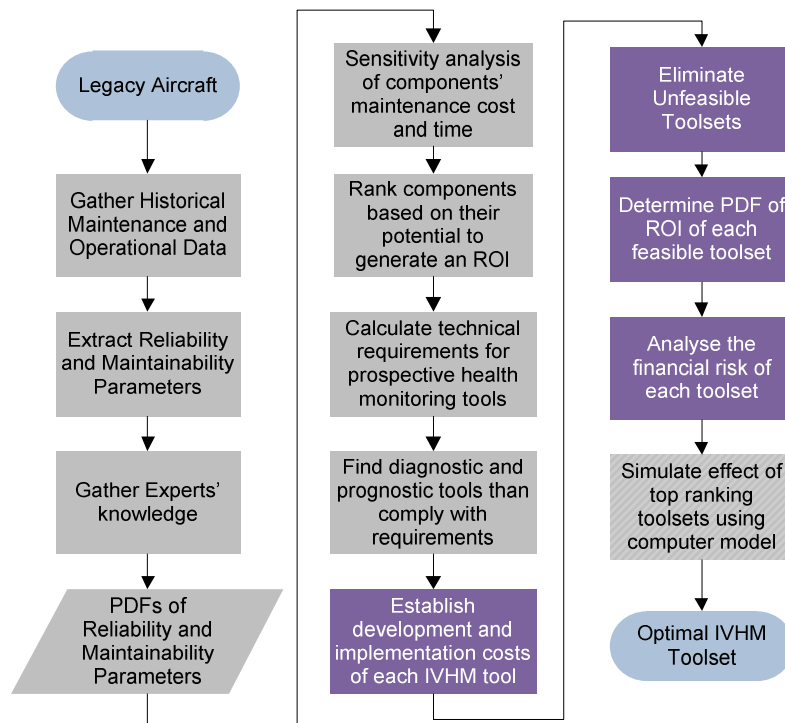 Legacy Aircraft
Gather Historical
Maintenance and
Operational Data
Extract Reliability
and Maintainability
Parameters
Gather Experts'
knowledge
PDFs of
Reliability and
Maintainability
Parameters
Sensitivity analysis
of components'
maintenance cost
and time
Rank components
based on their
potential to
generate an ROI
Calculate technical
requirements for
prospective health
monitoring tools
Find diagnostic and
prognostic tools than
comply with
requirements
Establish
development and
implementation costs
of each IVHM tool
Eliminate
Unfeasible
Toolsets
Determine PDF of
ROI of each
feasible toolset
Analyse the
financial risk of
each toolset
Simulate effect of
top ranking
toolsets using
computer model
Optimal IVHM
Toolset